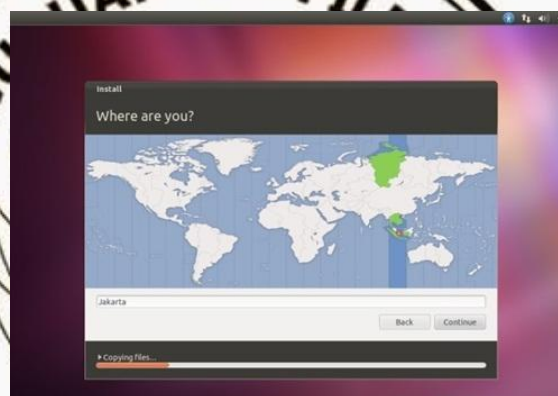 Install
Where are you?
Jakarta
Back Continue
Copying files...